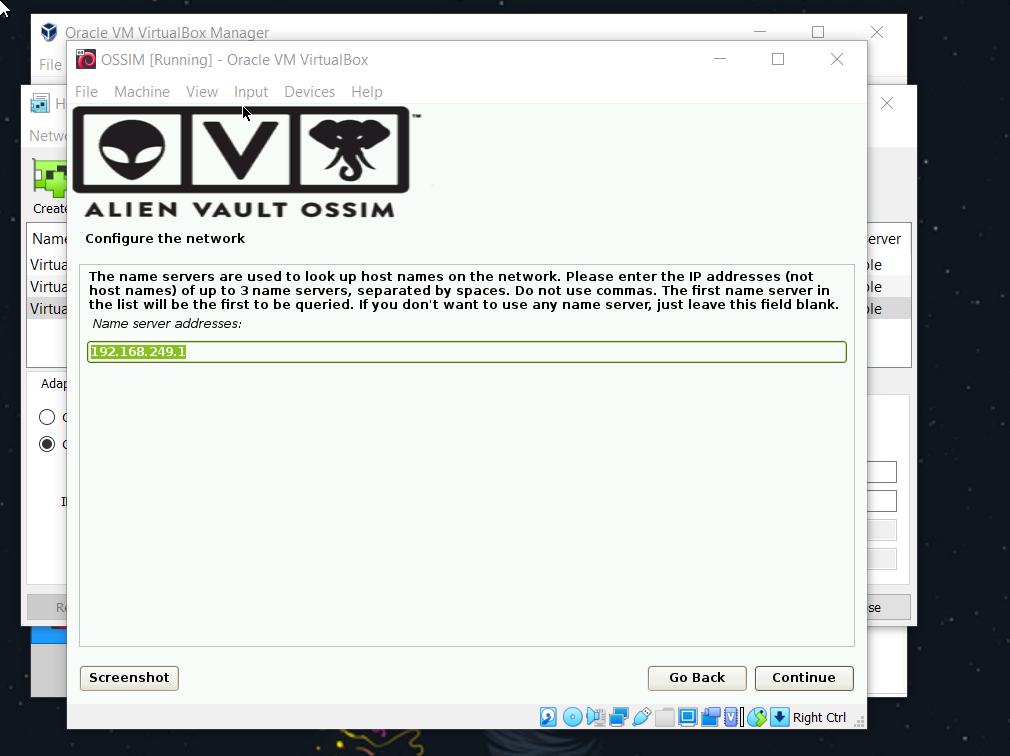 Oracle VM VirtualBox Manager
File
OSSIM [Running] - Oracle VM VirtualBox
File Machine View Input Devices Help
H
Netwo
Create
Name
erver
Virtua
ble
Virtua
ble
Virtua
ble
Adap
V
ALIEN VAULT OSSIM
™
Configure the network
The name servers are used to look up host names on the network. Please enter the IP addresses (not
host names) of up to 3 name servers, separated by spaces. Do not use commas. The first name server in
the list will be the first to be queried. If you don't want to use any name server, just leave this field blank.
Name server addresses:
192.168.249.1
Re
se
Screenshot
Go Back
Continue
Right Ctrl